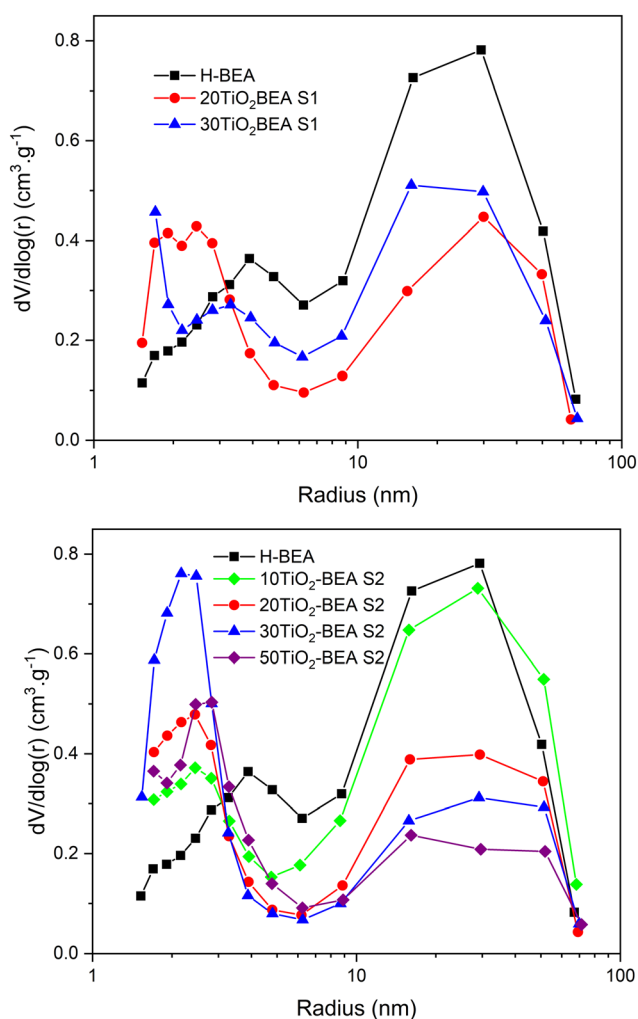 0.8
0.6
0.4
0.2
0.0
dV/dlog(r) (cm³.g⁻¹)
H-BEA
20TiO₂BEA S1
30TiO₂BEA S1
1 10 100
Radius (nm)
0.8
0.6
0.4
0.2
0.0
dV/dlog(r) (cm³.g⁻¹)
H-BEA
10TiO₂-BEA S2
20TiO₂-BEA S2
30TiO₂-BEA S2
50TiO₂-BEA S2
1 10 100
Radius (nm)